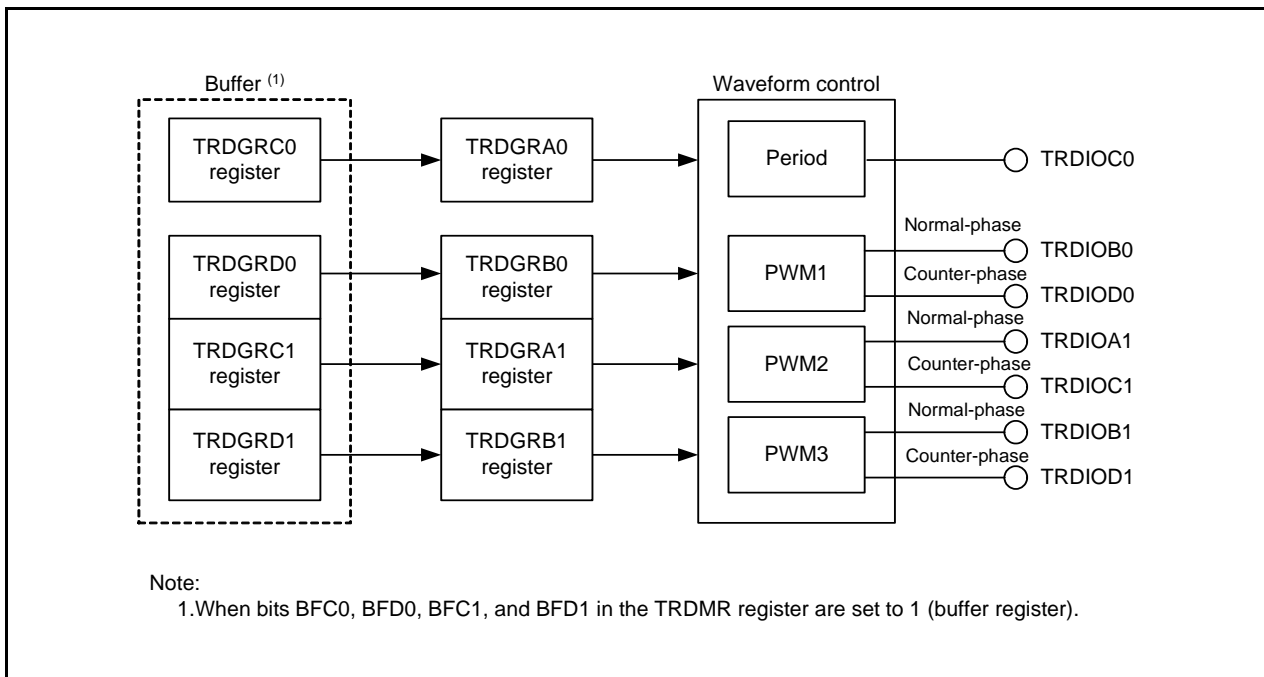 Buffer (1)
Waveform control
TRDGRC0
register
TRDGRA0
register
Period
TRDIOC0
TRDGRD0
register
TRDGRB0
register
PWM1
Normal-phase
TRDIOB0
Counter-phase
TRDIOD0
TRDGRC1
register
TRDGRA1
register
PWM2
Normal-phase
TRDIOA1
Counter-phase
TRDIOC1
TRDGRD1
register
TRDGRB1
register
PWM3
Normal-phase
TRDIOB1
Counter-phase
TRDIOD1
Note:
1.When bits BFC0, BFD0, BFC1, and BFD1 in the TRDMR register are set to 1 (buffer register).